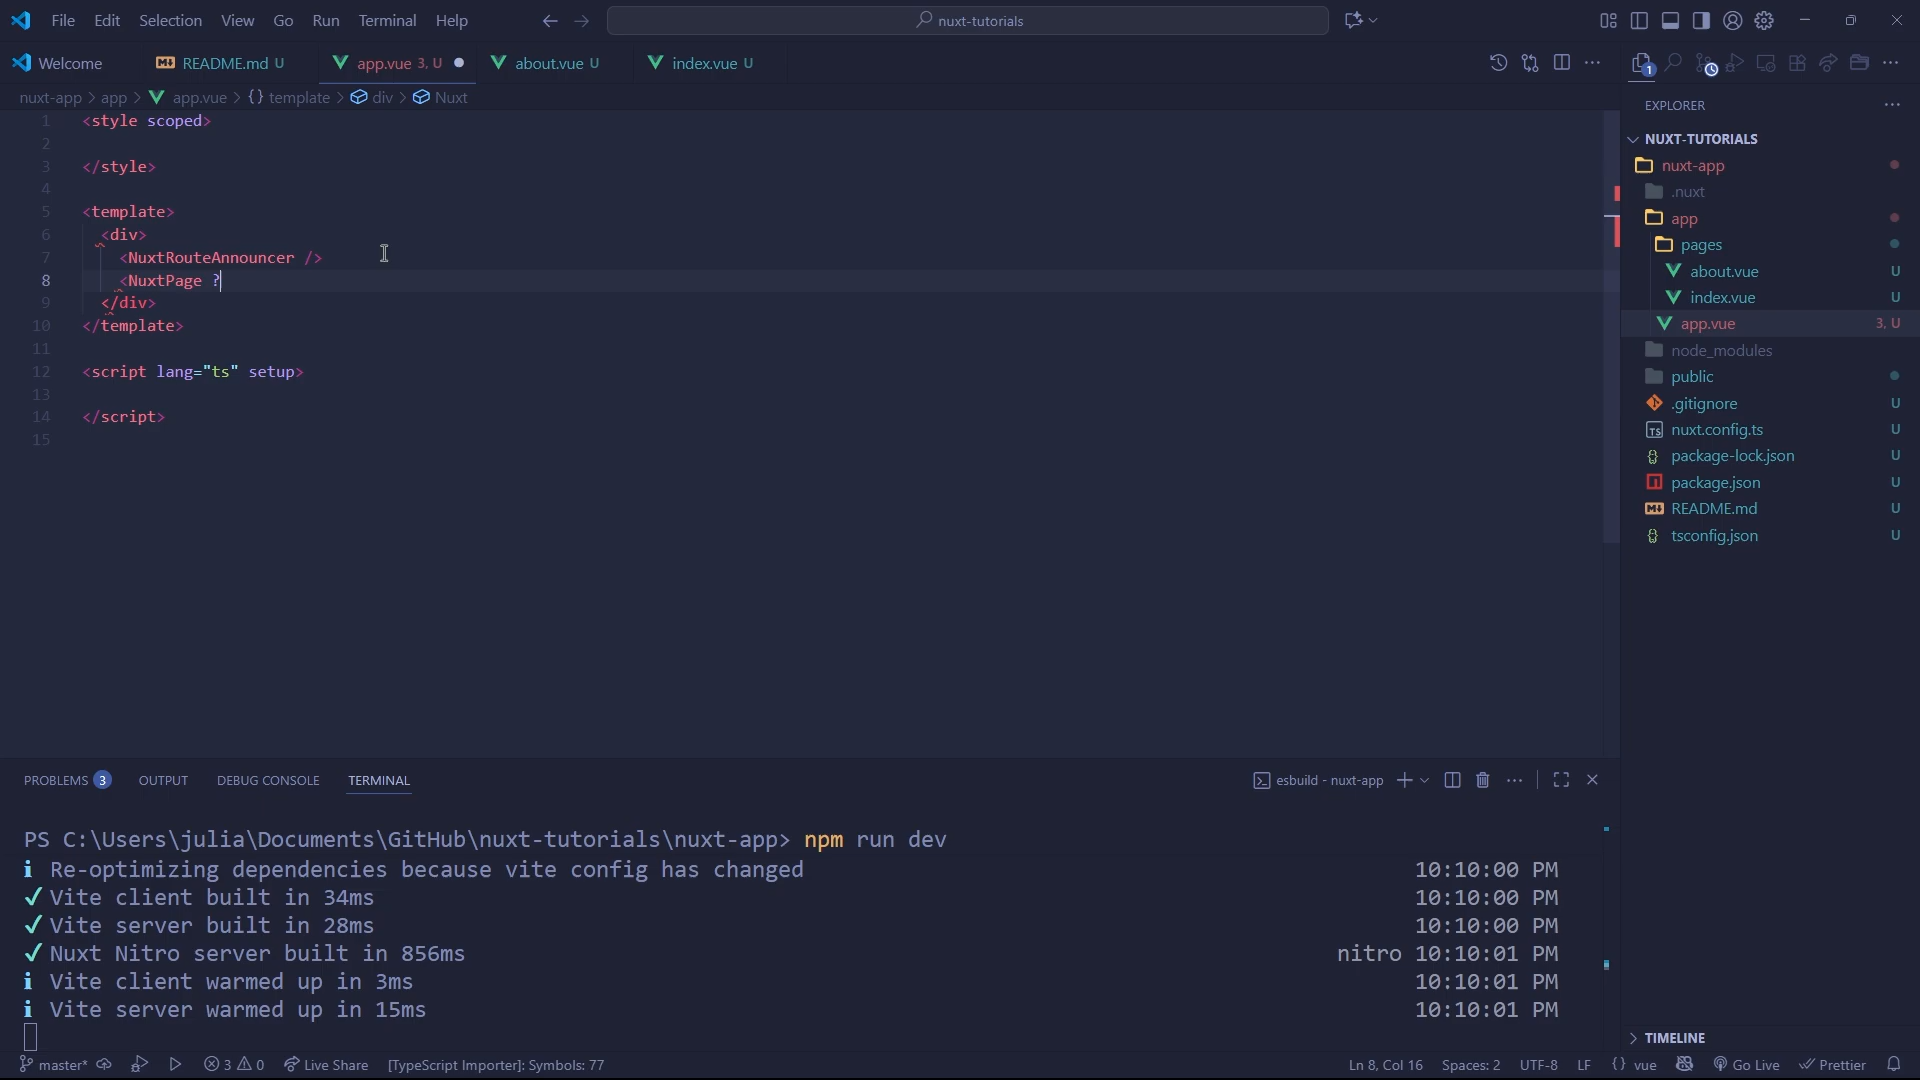 File Edit Selection View Go Run Terminal Help nuxt-tutorials
Welcome README.md U app.vue 3, U about.vue U index.vue U
nuxt-app > app > app.vue > {} template > div > Nuxt
1 <style scoped>
2
3 </style>
4
5 <template>
6 <div>
7 <NuxtRouteAnnouncer />
8 <NuxtPage ?
9 </div>
10 </template>
11
12 <script lang="ts" setup>
13
14 </script>
15
1
EXPLORER
NUXT-TUTORIALS
nuxt-app
.nuxt
app
pages
about.vue U
index.vue U
app.vue 3, U
node_modules
public
.gitignore U
nuxt.config.ts U
package-lock.json U
package.json U
README.md U
tsconfig.json U
TIMELINE
PROBLEMS 3 OUTPUT DEBUG CONSOLE TERMINAL esbuild - nuxt-app
PS C:\Users\julia\Documents\GitHub\nuxt-tutorials\nuxt-app> npm run dev
i Re-optimizing dependencies because vite config has changed 10:10:00 PM
✓ Vite client built in 34ms 10:10:00 PM
✓ Vite server built in 28ms 10:10:00 PM
✓ Nuxt Nitro server built in 856ms nitro 10:10:01 PM
i Vite client warmed up in 3ms 10:10:01 PM
i Vite server warmed up in 15ms 10:10:01 PM
master* 3 0 Live Share [TypeScript Importer]: Symbols: 77 Ln 8, Col 16 Spaces: 2 UTF-8 LF {} vue Go Live Prettier